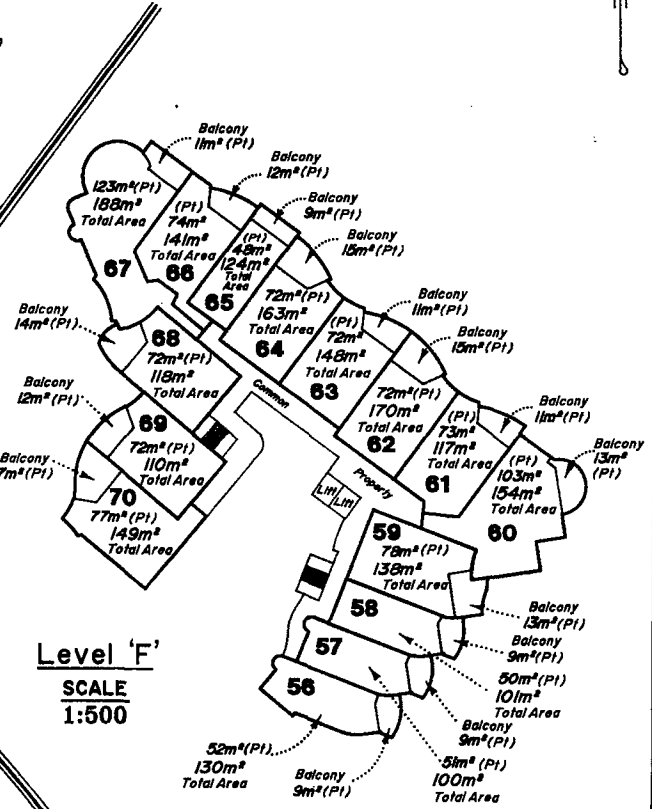 Balcony
11m² (Pt)
Balcony
12m² (Pt)
Balcony
9m² (Pt)
Balcony
15m² (Pt)
Balcony
11m² (Pt)
Balcony
15m² (Pt)
Balcony
11m² (Pt)
Balcony
13m²
(Pt)
123m² (Pt)
188m²
Total Area
67
(Pt)
74m²
141m²
Total Area
66
(Pt)
48m²
124m²
Total
Area
65
72m² (Pt)
163m²
Total Area
64
(Pt)
72m²
148m²
Total Area
63
72m² (Pt)
170m²
Total Area
62
(Pt)
73m²
117m²
Total Area
61
(Pt)
103m²
154m²
Total Area
60
Balcony
14m² (Pt)
68
72m² (Pt)
118m²
Total Area
Balcony
12m² (Pt)
69
72m² (Pt)
110m²
Total Area
Balcony
7m² (Pt)
70
77m² (Pt)
149m²
Total Area
Common
Property
Lift
Lift
59
78m² (Pt)
138m²
Total Area
Balcony
13m² (Pt)
58
Balcony
9m² (Pt)
50m² (Pt)
101m²
Total Area
57
Balcony
9m² (Pt)
51m² (Pt)
100m²
Total Area
56
52m² (Pt)
130m²
Total Area
Balcony
9m² (Pt)
Level 'F'
SCALE
1:500